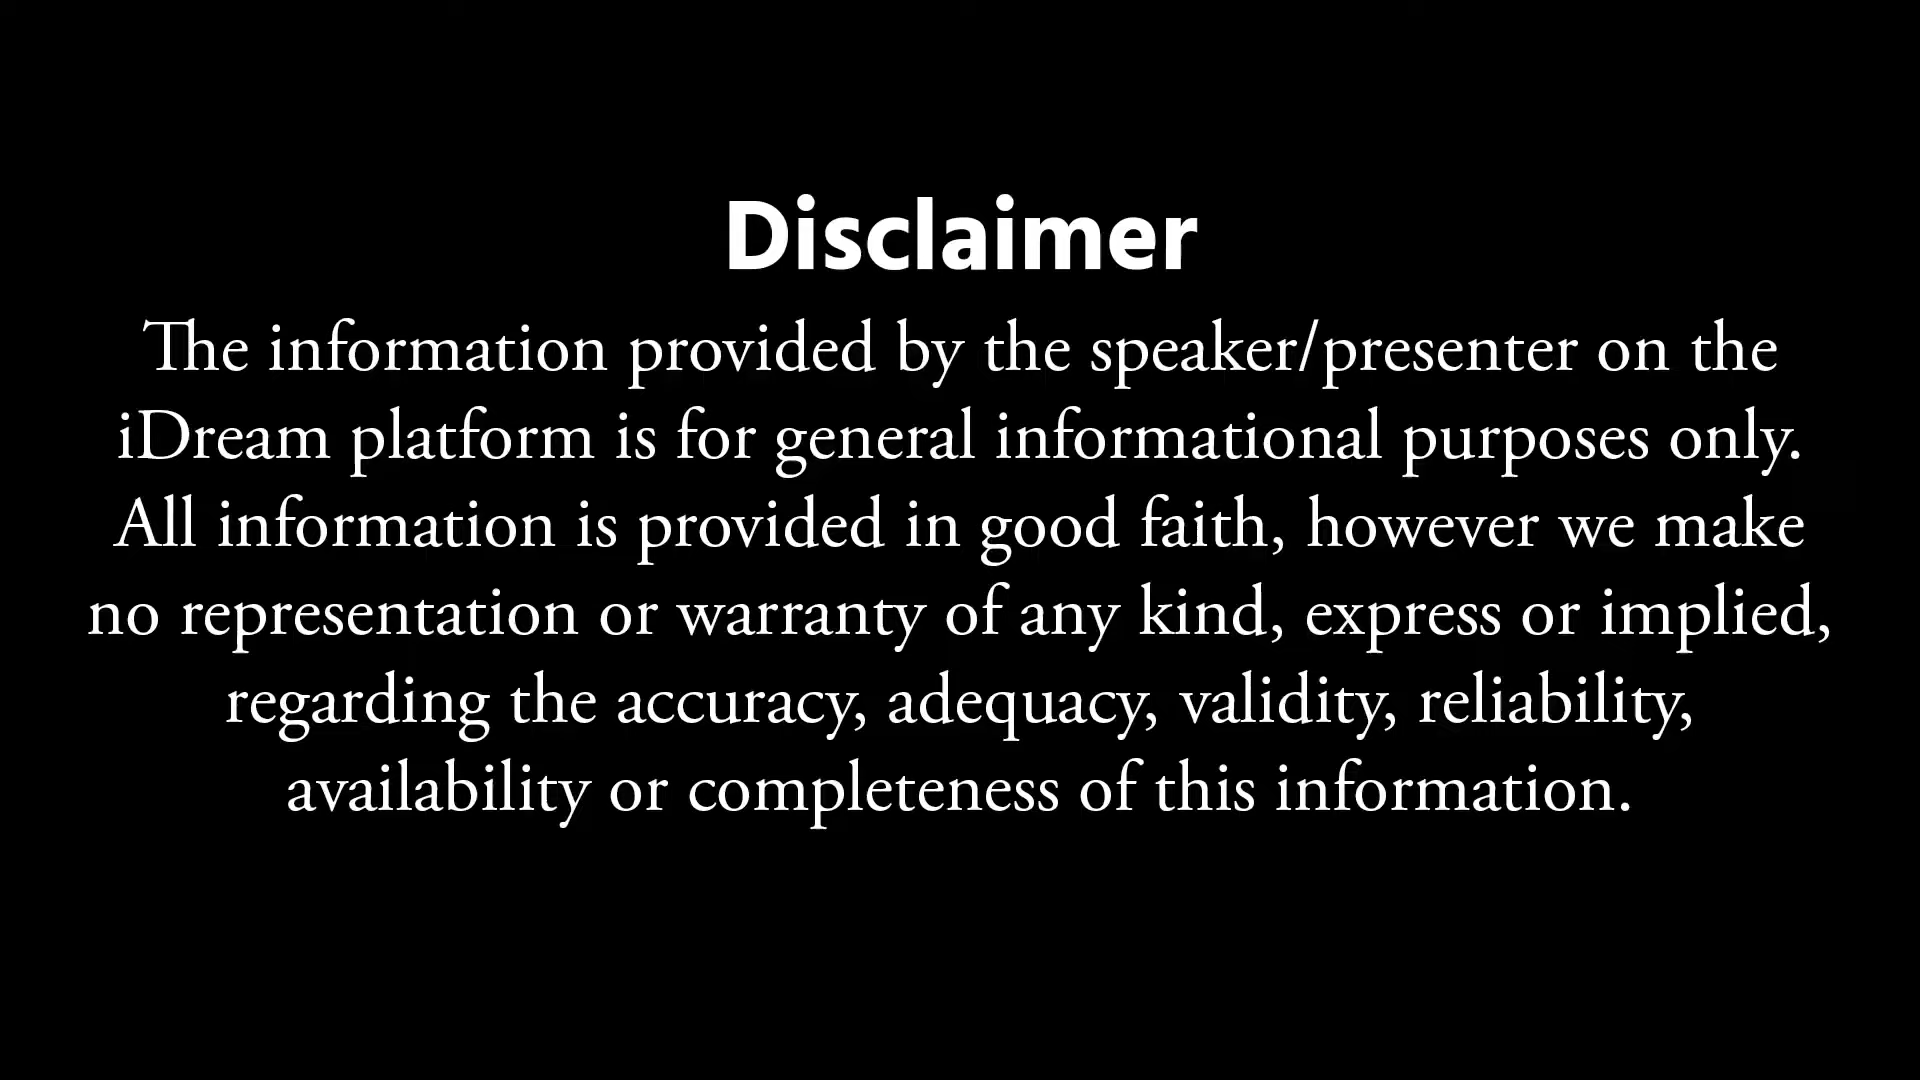 Disclaimer
The information provided by the speaker/presenter on the
iDream platform is for general informational purposes only.
All information is provided in good faith, however we make
no representation or warranty of any kind, express or implied,
regarding the accuracy, adequacy, validity, reliability,
availability or completeness of this information.